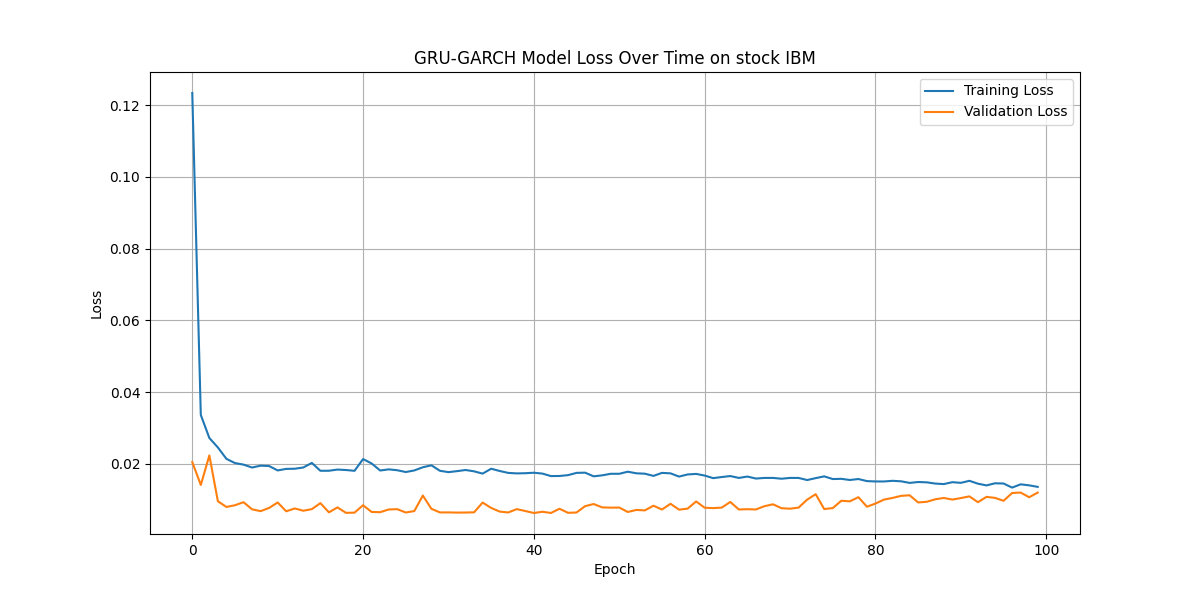 GRU-GARCH Model Loss Over Time on stock IBM
Training Loss
Validation Loss
0.12
0.10
0.08
0.06
0.04
0.02
Loss
0 20 40 60 80 100
Epoch